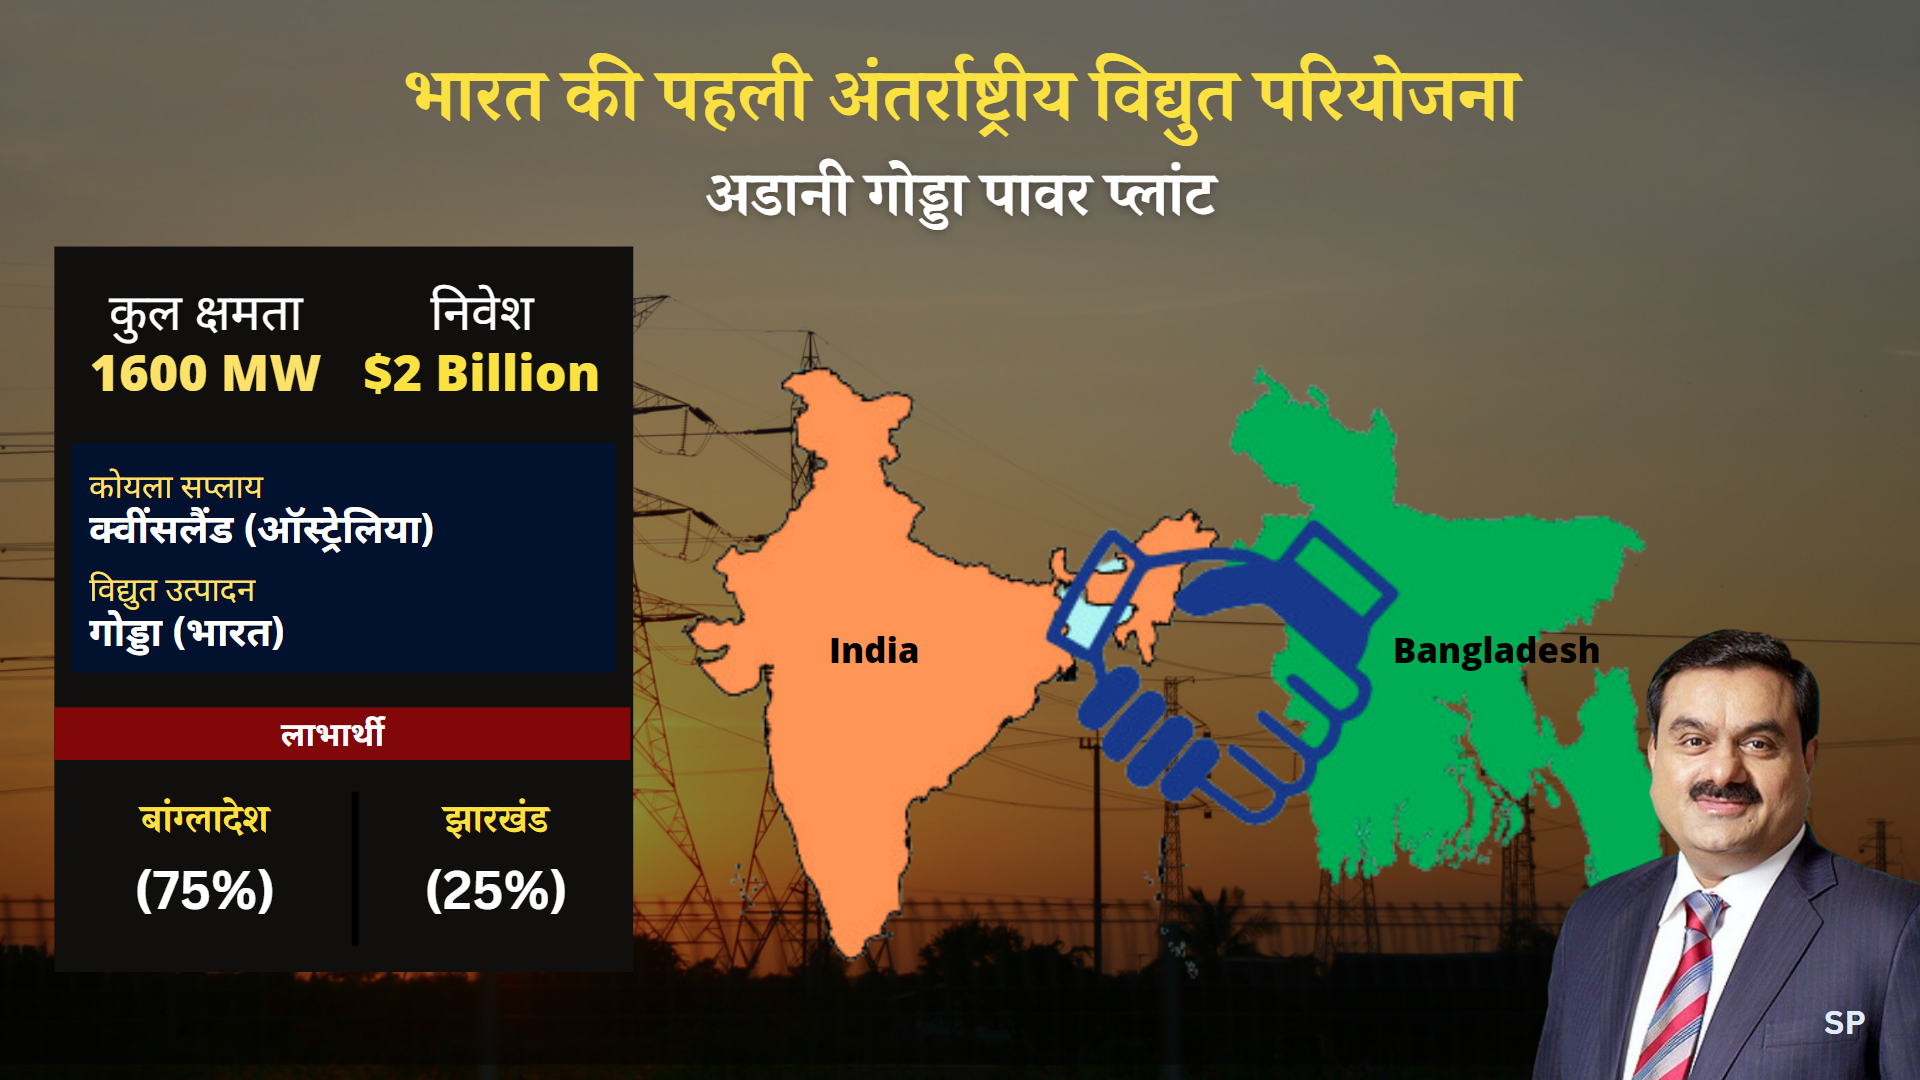 भारत की पहली अंतर्राष्ट्रीय विद्युत परियोजना
अडानी गोड्डा पावर प्लांट
कुल क्षमता
1600 MW
निवेश
$2 Billion
कोयला सप्लाय
क्वींसलैंड (ऑस्ट्रेलिया)
विद्युत उत्पादन
गोड्डा (भारत)
लाभार्थी
बांग्लादेश
(75%)
झारखंड
(25%)
India
Bangladesh
SP